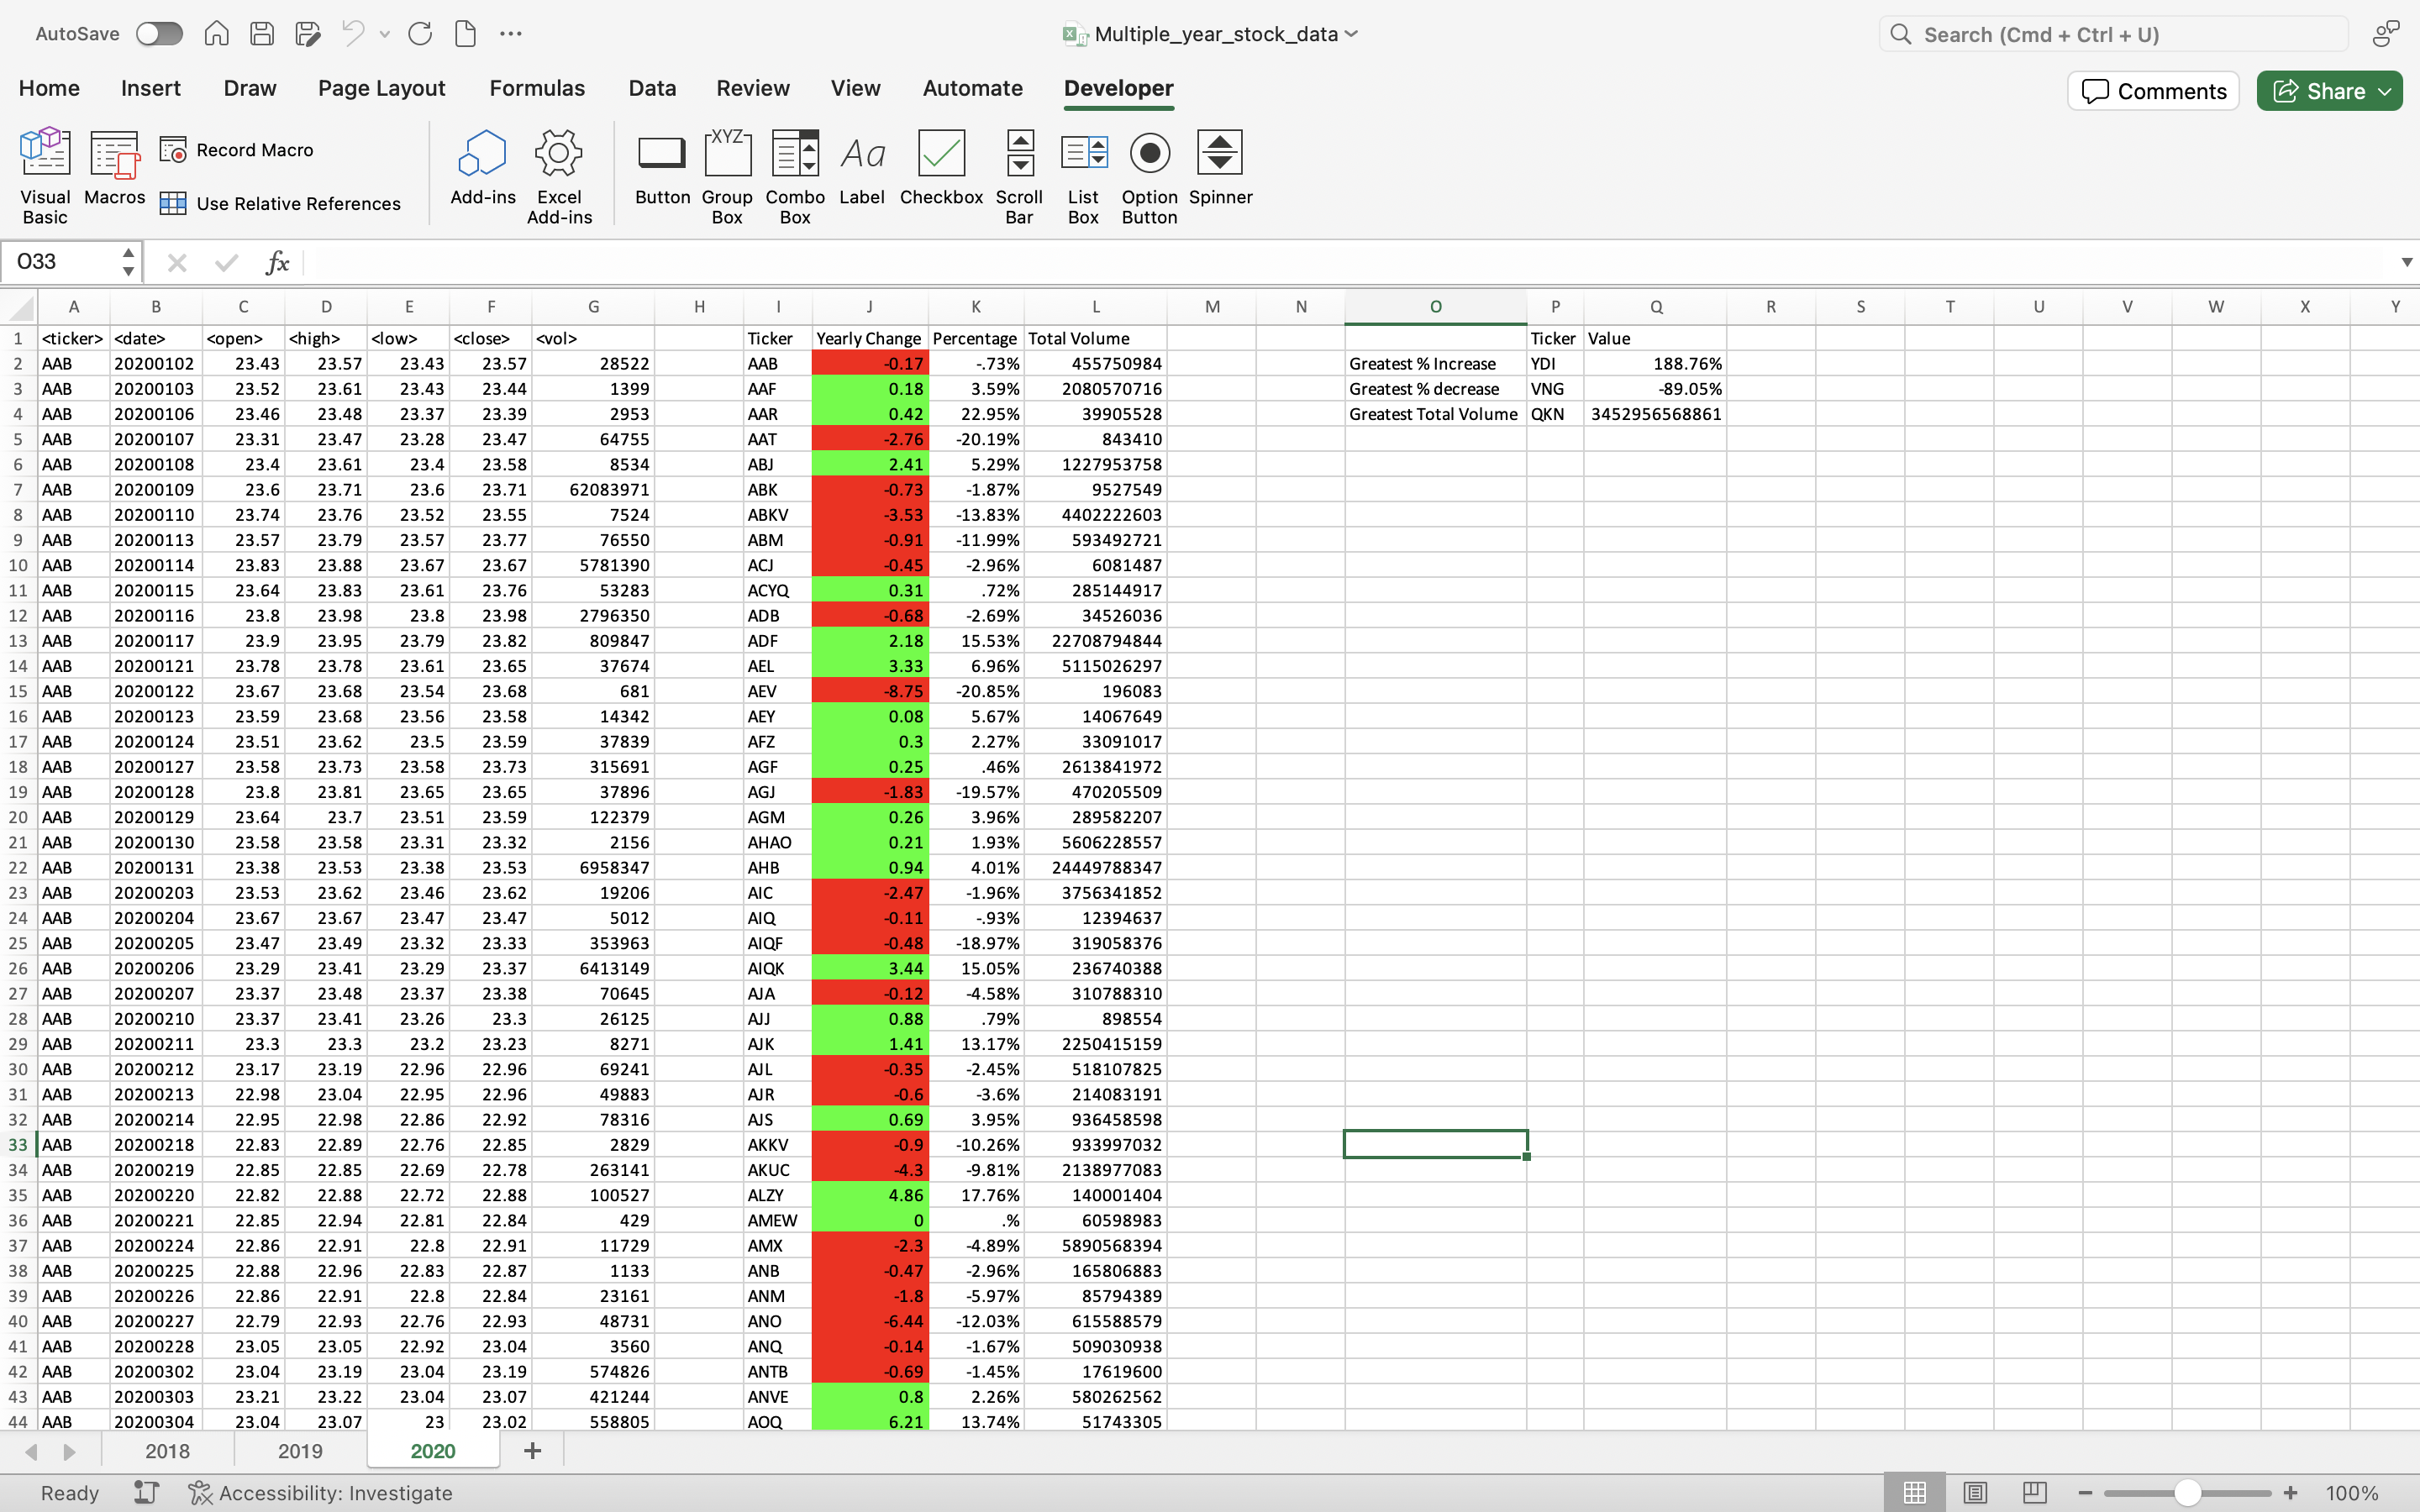 AutoSave
Multiple_year_stock_data
Search (Cmd + Ctrl + U)
Home Insert Draw Page Layout Formulas Data Review View Automate Developer Comments Share
Visual Basic Macros Record Macro Use Relative References Add-ins Excel Add-ins Button XYZ Group Box Combo Box Aa Label Checkbox Scroll Bar List Box Option Button Spinner
O33 fx
A B C D E F G H I J K L M N O P Q R S T U V W X Y
1 <ticker> <date> <open> <high> <low> <close> <vol> Ticker Yearly Change Percentage Total Volume Ticker Value
2 AAB 20200102 23.43 23.57 23.43 23.57 28522 AAB -0.17 -.73% 455750984 Greatest % Increase YDI 188.76%
3 AAB 20200103 23.52 23.61 23.43 23.44 1399 AAF 0.18 3.59% 2080570716 Greatest % decrease VNG -89.05%
4 AAB 20200106 23.46 23.48 23.37 23.39 2953 AAR 0.42 22.95% 39905528 Greatest Total Volume QKN 3452956568861
5 AAB 20200107 23.31 23.47 23.28 23.47 64755 AAT -2.76 -20.19% 843410
6 AAB 20200108 23.4 23.61 23.4 23.58 8534 ABJ 2.41 5.29% 1227953758
7 AAB 20200109 23.6 23.71 23.6 23.71 62083971 ABK -0.73 -1.87% 9527549
8 AAB 20200110 23.74 23.76 23.52 23.55 7524 ABKV -3.53 -13.83% 4402222603
9 AAB 20200113 23.57 23.79 23.57 23.77 76550 ABM -0.91 -11.99% 593492721
10 AAB 20200114 23.83 23.88 23.67 23.67 5781390 ACJ -0.45 -2.96% 6081487
11 AAB 20200115 23.64 23.83 23.61 23.76 53283 ACYQ 0.31 .72% 285144917
12 AAB 20200116 23.8 23.98 23.8 23.98 2796350 ADB -0.68 -2.69% 34526036
13 AAB 20200117 23.9 23.95 23.79 23.82 809847 ADF 2.18 15.53% 22708794844
14 AAB 20200121 23.78 23.78 23.61 23.65 37674 AEL 3.33 6.96% 5115026297
15 AAB 20200122 23.67 23.68 23.54 23.68 681 AEV -8.75 -20.85% 196083
16 AAB 20200123 23.59 23.68 23.56 23.58 14342 AEY 0.08 5.67% 14067649
17 AAB 20200124 23.51 23.62 23.5 23.59 37839 AFZ 0.3 2.27% 33091017
18 AAB 20200127 23.58 23.73 23.58 23.73 315691 AGF 0.25 .46% 2613841972
19 AAB 20200128 23.8 23.81 23.65 23.65 37896 AGJ -1.83 -19.57% 470205509
20 AAB 20200129 23.64 23.7 23.51 23.59 122379 AGM 0.26 3.96% 289582207
21 AAB 20200130 23.58 23.58 23.31 23.32 2156 AHAO 0.21 1.93% 5606228557
22 AAB 20200131 23.38 23.53 23.38 23.53 6958347 AHB 0.94 4.01% 24449788347
23 AAB 20200203 23.53 23.62 23.46 23.62 19206 AIC -2.47 -1.96% 3756341852
24 AAB 20200204 23.67 23.67 23.47 23.47 5012 AIQ -0.11 -.93% 12394637
25 AAB 20200205 23.47 23.49 23.32 23.33 353963 AIQF -0.48 -18.97% 319058376
26 AAB 20200206 23.29 23.41 23.29 23.37 6413149 AIQK 3.44 15.05% 236740388
27 AAB 20200207 23.37 23.48 23.37 23.38 70645 AJA -0.12 -4.58% 310788310
28 AAB 20200210 23.37 23.41 23.26 23.3 26125 AJJ 0.88 .79% 898554
29 AAB 20200211 23.3 23.3 23.2 23.23 8271 AJK 1.41 13.17% 2250415159
30 AAB 20200212 23.17 23.19 22.96 22.96 69241 AJL -0.35 -2.45% 518107825
31 AAB 20200213 22.98 23.04 22.95 22.96 49883 AJR -0.6 -3.6% 214083191
32 AAB 20200214 22.95 22.98 22.86 22.92 78316 AJS 0.69 3.95% 936458598
33 AAB 20200218 22.83 22.89 22.76 22.85 2829 AKKV -0.9 -10.26% 933997032
34 AAB 20200219 22.85 22.85 22.69 22.78 263141 AKUC -4.3 -9.81% 2138977083
35 AAB 20200220 22.82 22.88 22.72 22.88 100527 ALZY 4.86 17.76% 140001404
36 AAB 20200221 22.85 22.94 22.81 22.84 429 AMEW 0 .% 60598983
37 AAB 20200224 22.86 22.91 22.8 22.91 11729 AMX -2.3 -4.89% 5890568394
38 AAB 20200225 22.88 22.96 22.83 22.87 1133 ANB -0.47 -2.96% 165806883
39 AAB 20200226 22.86 22.91 22.8 22.84 23161 ANM -1.8 -5.97% 85794389
40 AAB 20200227 22.79 22.93 22.76 22.93 48731 ANO -6.44 -12.03% 615588579
41 AAB 20200228 23.05 23.05 22.92 23.04 3560 ANQ -0.14 -1.67% 509030938
42 AAB 20200302 23.04 23.19 23.04 23.19 574826 ANTB -0.69 -1.45% 17619600
43 AAB 20200303 23.21 23.22 23.04 23.07 421244 ANVE 0.8 2.26% 580262562
44 AAB 20200304 23.04 23.07 23 23.02 558805 AOQ 6.21 13.74% 51743305
2018 2019 2020 +
Ready Accessibility: Investigate 100%